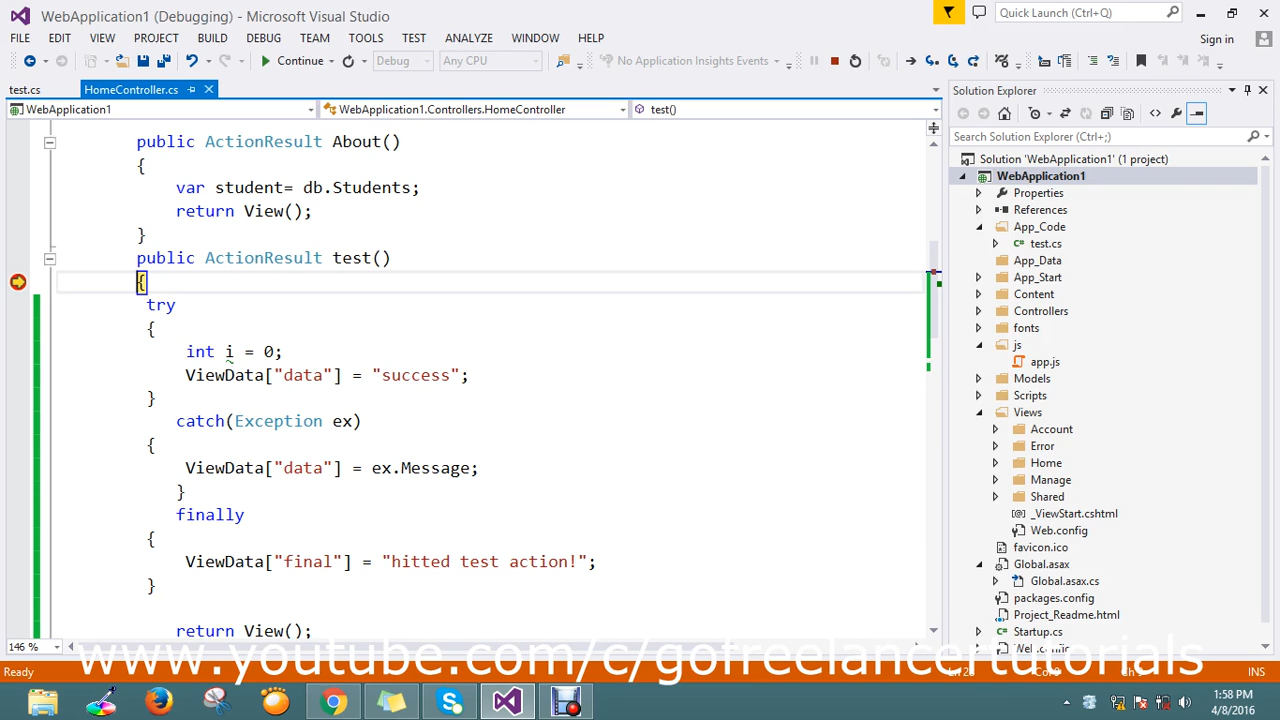 WebApplication1 (Debugging) - Microsoft Visual Studio
Quick Launch (Ctrl+Q)
FILE EDIT VIEW PROJECT BUILD DEBUG TEAM TOOLS TEST ANALYZE WINDOW HELP
Sign in
Continue Debug Any CPU No Application Insights Events
test.cs HomeController.cs
WebApplication1 WebApplication1.Controllers.HomeController test()
public ActionResult About()
{
var student= db.Students;
return View();
}
public ActionResult test()
{
try
{
int i = 0;
ViewData["data"] = "success";
}
catch(Exception ex)
{
ViewData["data"] = ex.Message;
}
finally
{
ViewData["final"] = "hitted test action!";
}
return View();
146 %
Solution Explorer
Search Solution Explorer (Ctrl+;)
Solution 'WebApplication1' (1 project)
WebApplication1
Properties
References
App_Code
test.cs
App_Data
App_Start
Content
Controllers
fonts
js
app.js
Models
Scripts
Views
Account
Error
Home
Manage
Shared
_ViewStart.cshtml
Web.config
favicon.ico
Global.asax
Global.asax.cs
packages.config
Project_Readme.html
Startup.cs
Web.config
www.youtube.com/c/gofreelancertutorials
Ready
INS
1:58 PM
4/8/2016